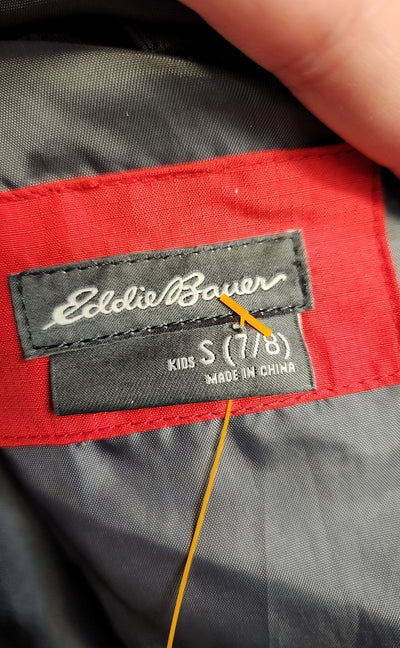 Eddie Bauer
KIDS S (7/8)
MADE IN CHINA